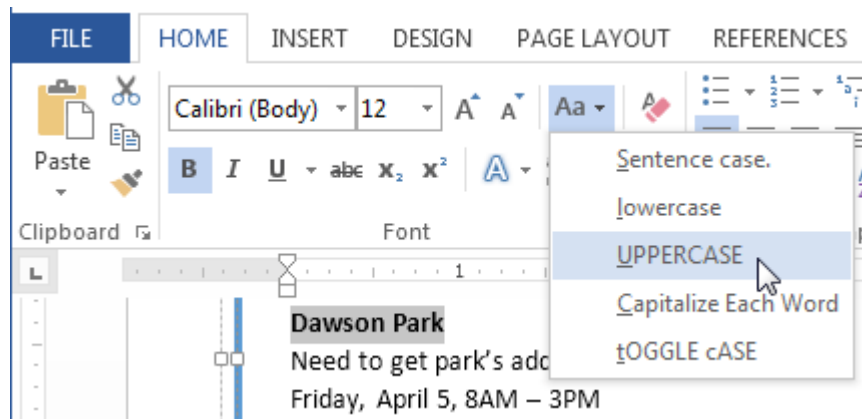 FILE HOME INSERT DESIGN PAGE LAYOUT REFERENCES
Calibri (Body) 12 A A Aa
Paste
B I U abc X₂ X² A
Clipboard Font
Sentence case.
lowercase
UPPERCASE
Capitalize Each Word
tOGGLE cASE
L 1
Dawson Park
Need to get park's
Friday, April 5, 8AM – 3PM